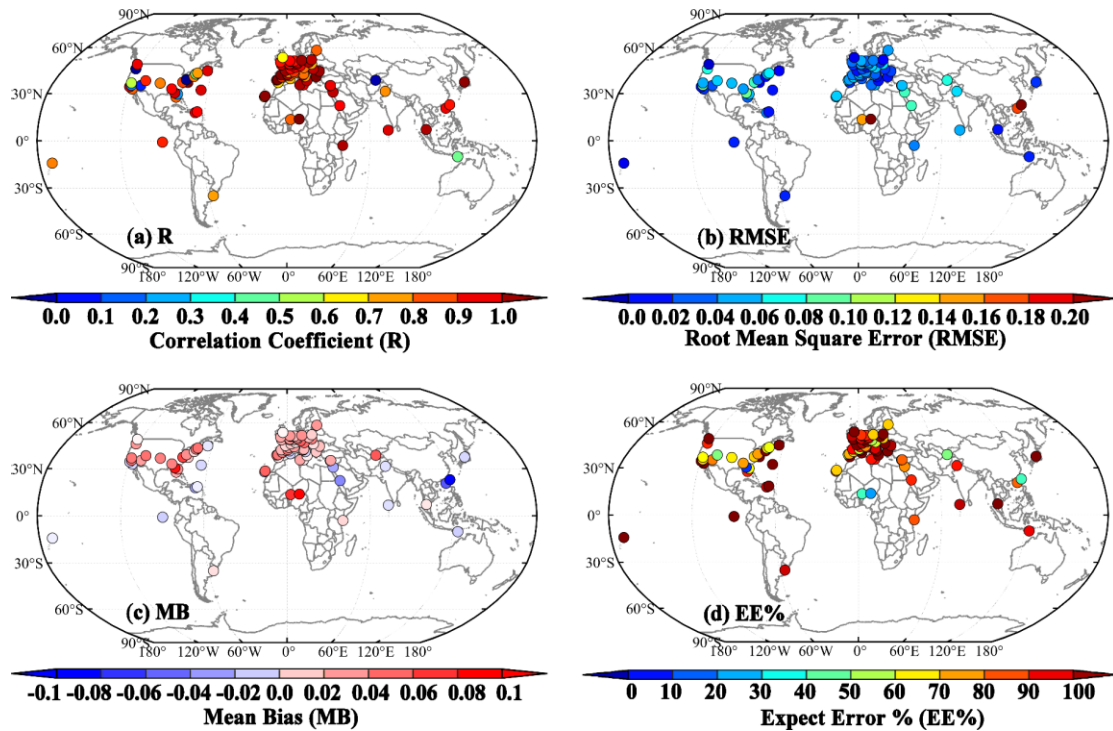 90°N
60°N
30°N
0°
30°S
60°S
90°S
(a) R
180°
120°W
60°W
0°
60°E
120°E
180°
0.0 0.1 0.2 0.3 0.4 0.5 0.6 0.7 0.8 0.9 1.0
Correlation Coefficient (R)
90°N
60°N
30°N
0°
30°S
60°S
90°S
(b) RMSE
180°
120°W
60°W
0°
60°E
120°E
180°
0.0 0.02 0.04 0.06 0.08 0.10 0.12 0.14 0.16 0.18 0.20
Root Mean Square Error (RMSE)
90°N
60°N
30°N
0°
30°S
60°S
90°S
(c) MB
180°
120°W
60°W
0°
60°E
120°E
180°
-0.1 -0.08 -0.06 -0.04 -0.02 0.0 0.02 0.04 0.06 0.08 0.1
Mean Bias (MB)
90°N
60°N
30°N
0°
30°S
60°S
90°S
(d) EE%
180°
120°W
60°W
0°
60°E
120°E
180°
0 10 20 30 40 50 60 70 80 90 100
Expect Error % (EE%)